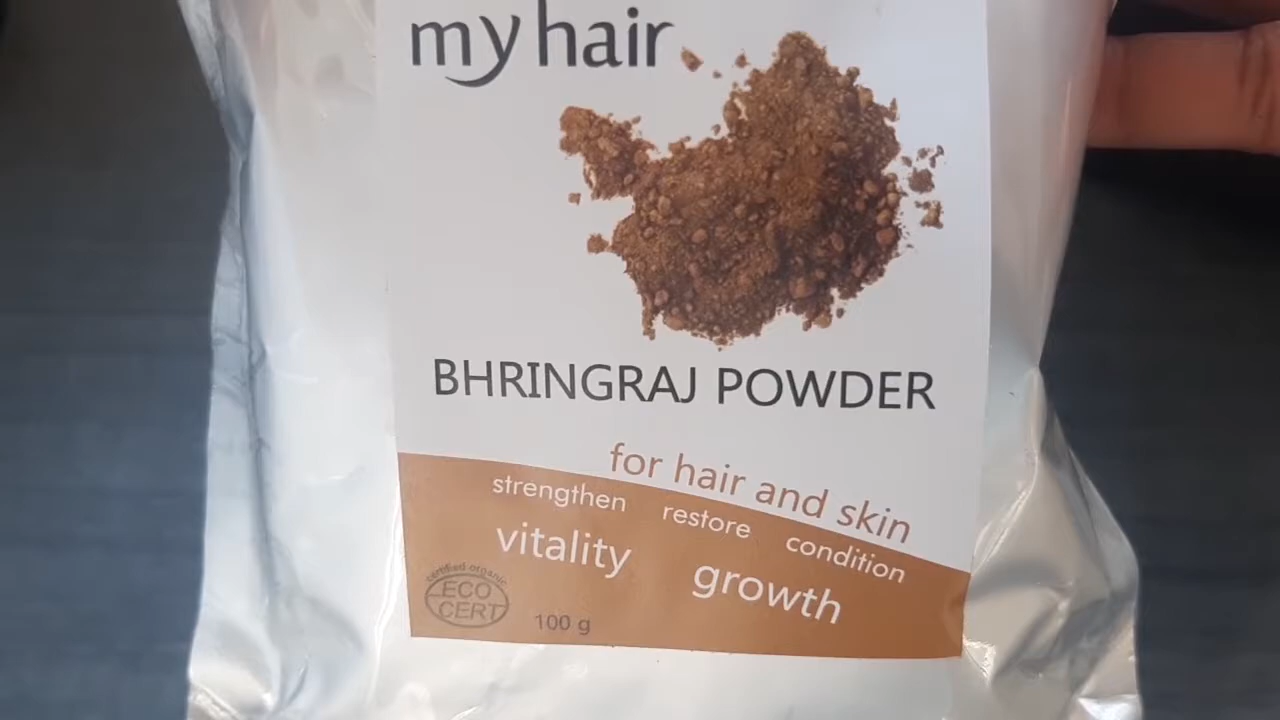 my hair
BHRINGRAJ POWDER
for hair and skin
strengthen restore condition
vitality growth
certified organic
ECO
CERT
100 g